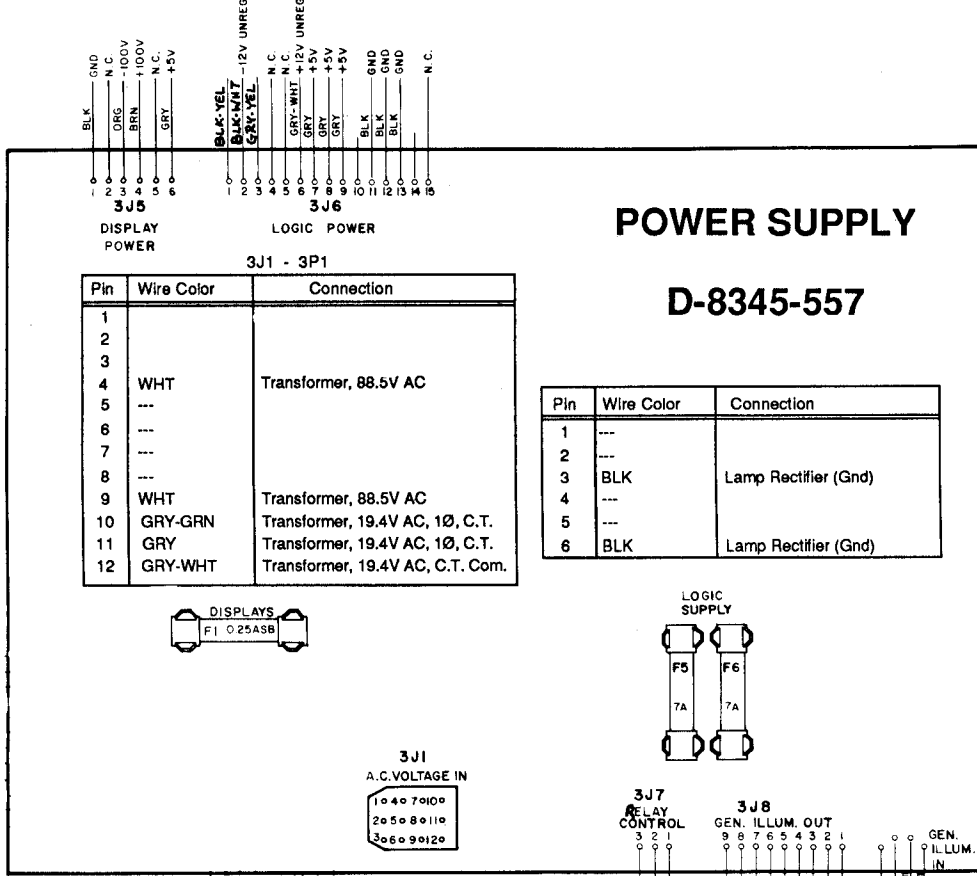 GND
N.C.
-100V
+100V
N.C.
+5V
BLK
ORG
BRN
GRY
-12V UNREG
N.C.
N.C.
+12V UNREG
+5V
+5V
+5V
GND
GND
GND
N.C.
BLK-YEL
BLK-WHT
GRY-YEL
GRY-WHT
GRY
GRY
GRY
BLK
BLK
BLK
1 2 3 4 5 6
1 2 3 4 5 6 7 8 9 10 11 12 13 14 15
3J5
DISPLAY
POWER
3J6
LOGIC POWER
POWER SUPPLY
D-8345-557
3J1 - 3P1
Pin Wire Color Connection
1
2
3
4 WHT Transformer, 88.5V AC
5 ---
6 ---
7 ---
8 ---
9 WHT Transformer, 88.5V AC
10 GRY-GRN Transformer, 19.4V AC, 1Ø, C.T.
11 GRY Transformer, 19.4V AC, 1Ø, C.T.
12 GRY-WHT Transformer, 19.4V AC, C.T. Com.
Pin Wire Color Connection
1 ---
2 ---
3 BLK Lamp Rectifier (Gnd)
4 ---
5 ---
6 BLK Lamp Rectifier (Gnd)
DISPLAYS
F1 0.25ASB
LOGIC
SUPPLY
F5 F6
7A 7A
3J1
A.C. VOLTAGE IN
1 4 7 10
2 5 8 11
3 6 9 12
3J7
RELAY
CONTROL
3 2 1
3J8
GEN. ILLUM. OUT
9 8 7 6 5 4 3 2 1
GEN.
ILLUM.
IN